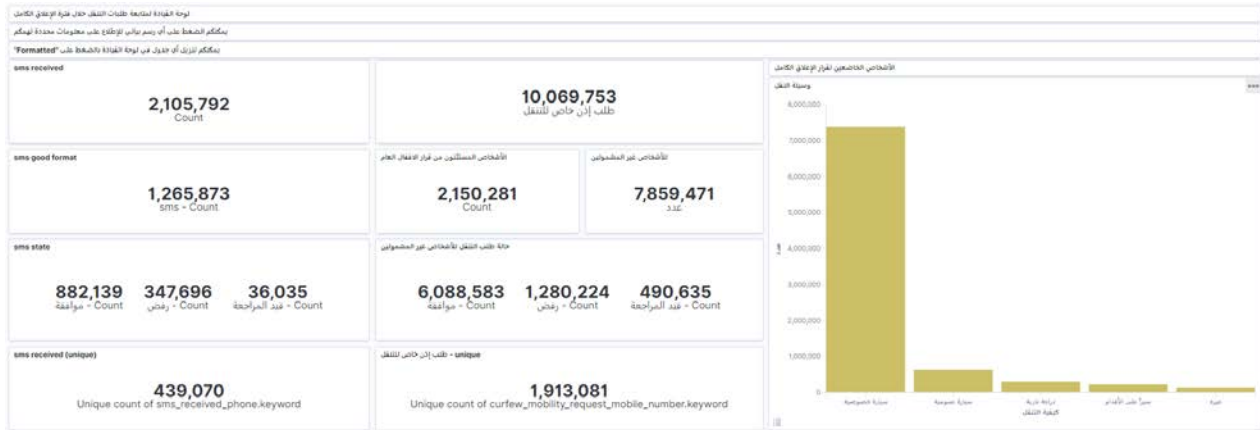 لوحة القيادة لمتابعة طلبات التنقل خلال فترة الإغلاق الكامل
يمكنكم الضغط على أي رسم بياني للإطلاع على معلومات محددة تهمكم
يمكنكم تنزيل أي جدول في لوحة القيادة بالضغط على "Formatted"
sms received
2,105,792
Count
10,069,753
طلب إذن خاص للتنقل
sms good format
1,265,873
sms - Count
الأشخاص المستثنون من قرار الاقفال العام
2,150,281
Count
للأشخاص غير المشمولين
7,859,471
عدد
sms state
882,139 347,696 36,035
Count - موافقة Count - رفض Count - قيد المراجعة
حالة طلب التنقل للأشخاص غير المشمولين
6,088,583 1,280,224 490,635
Count - موافقة Count - رفض Count - قيد المراجعة
sms received (unique)
439,070
Unique count of sms_received_phone.keyword
طلب إذن خاص للتنقل - unique
1,913,081
Unique count of curfew_mobility_request_mobile_number.keyword
الأشخاص الخاضعين لقرار الإغلاق الكامل
وسيلة التنقل
8,000,000
7,000,000
6,000,000
5,000,000
4,000,000
3,000,000
2,000,000
1,000,000
0
عدد
سيارة خصوصية
سيارة عمومية
دراجة نارية
سيراً على الأقدام
غيره
كيفية التنقل